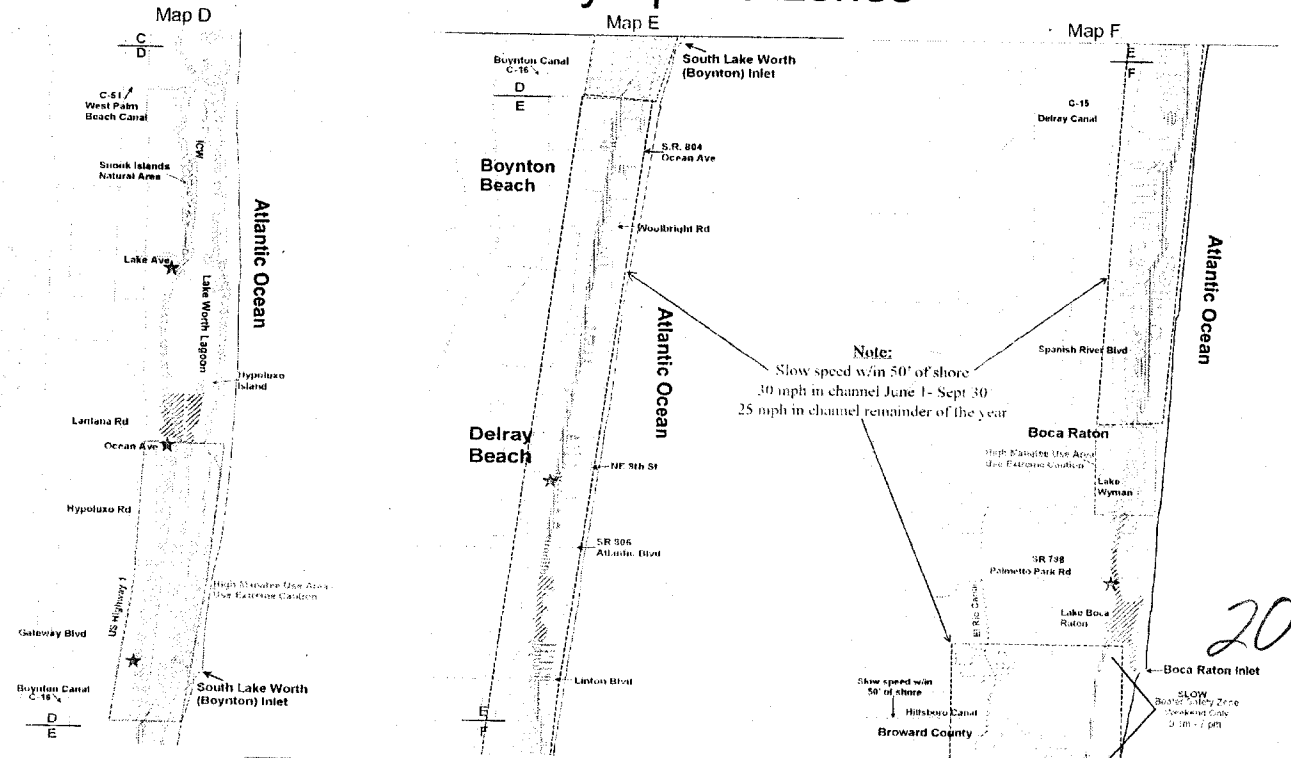 Map D
C
D
C-51
West Palm
Beach Canal
ICW
Snook Islands
Natural Area
Atlantic Ocean
Lake Ave
Lake Worth Lagoon
Hypoluxo
Island
Lantana Rd
Ocean Ave
Hypoluxo Rd
US Highway 1
High Manatee Use Area
Use Extreme Caution
Gateway Blvd
South Lake Worth
(Boynton) Inlet
Boynton Canal
C-16
D
E
Map E
Boynton Canal
C-16
South Lake Worth
(Boynton) Inlet
D
E
S.R. 804
Ocean Ave
Boynton
Beach
Woolbright Rd
Atlantic Ocean
Delray
Beach
NE 8th St
SR 806
Atlantic Blvd
Linton Blvd
E
F
Note:
Slow speed w/in 50' of shore
30 mph in channel June 1- Sept 30
25 mph in channel remainder of the year
Map F
E
F
C-15
Delray Canal
Atlantic Ocean
Spanish River Blvd
Boca Raton
High Manatee Use Area
Use Extreme Caution
Lake
Wyman
SR 798
Palmetto Park Rd
El Rio Canal
Lake Boca
Raton
20
Boca Raton Inlet
Slow speed w/in
50' of shore
Hillsboro Canal
Broward County
SLOW
Boater Safety Zone
Weekend Only